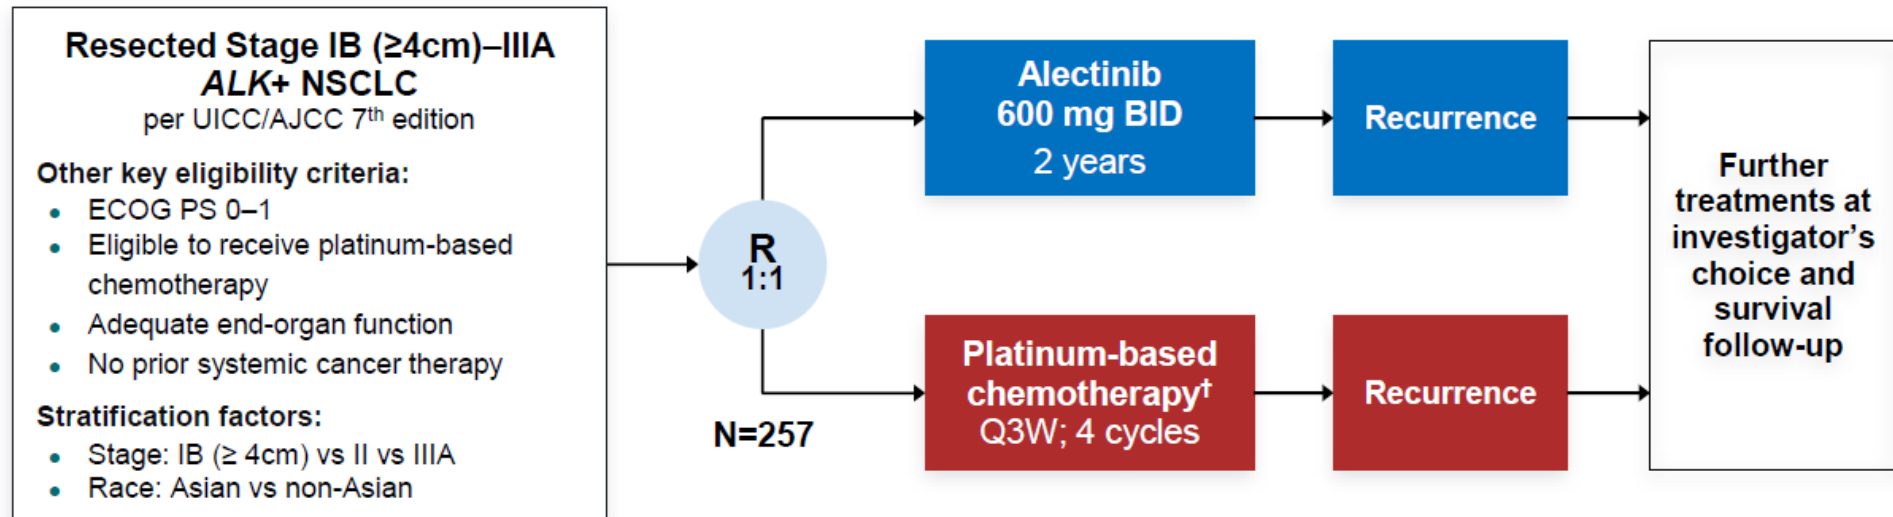 Resected Stage IB (≥4cm)–IIIA
ALK+ NSCLC
per UICC/AJCC 7th edition
Other key eligibility criteria:
• ECOG PS 0–1
• Eligible to receive platinum-based
chemotherapy
• Adequate end-organ function
• No prior systemic cancer therapy
Stratification factors:
• Stage: IB (≥ 4cm) vs II vs IIIA
• Race: Asian vs non-Asian
R
1:1
N=257
Alectinib
600 mg BID
2 years
Recurrence
Platinum-based
chemotherapy†
Q3W; 4 cycles
Recurrence
Further
treatments at
investigator’s
choice and
survival
follow-up